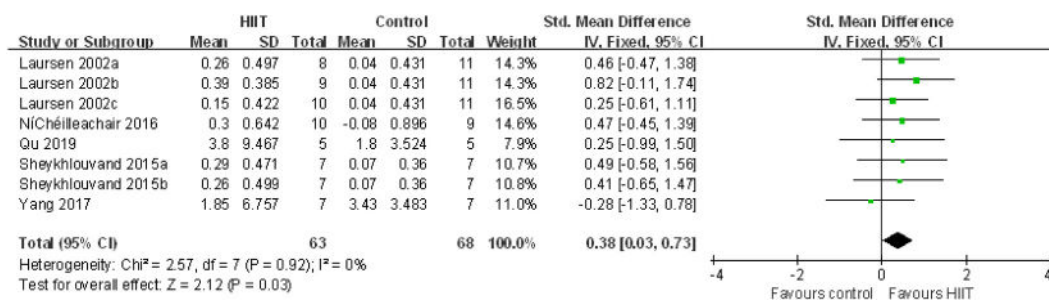 HIIT Control Std. Mean Difference Std. Mean Difference
Study or Subgroup Mean SD Total Mean SD Total Weight IV, Fixed, 95% CI IV, Fixed, 95% CI
Laursen 2002a 0.26 0.497 8 0.04 0.431 11 14.3% 0.46 [-0.47, 1.38]
Laursen 2002b 0.39 0.385 9 0.04 0.431 11 14.3% 0.82 [-0.11, 1.74]
Laursen 2002c 0.15 0.422 10 0.04 0.431 11 16.5% 0.25 [-0.61, 1.11]
NíChéilleachair 2016 0.3 0.642 10 -0.08 0.896 9 14.6% 0.47 [-0.45, 1.39]
Qu 2019 3.8 9.467 5 1.8 3.524 5 7.9% 0.25 [-0.99, 1.50]
Sheykhlouvand 2015a 0.29 0.471 7 0.07 0.36 7 10.7% 0.49 [-0.58, 1.56]
Sheykhlouvand 2015b 0.26 0.499 7 0.07 0.36 7 10.8% 0.41 [-0.65, 1.47]
Yang 2017 1.85 6.757 7 3.43 3.483 7 11.0% -0.28 [-1.33, 0.78]
Total (95% CI) 63 68 100.0% 0.38 [0.03, 0.73]
Heterogeneity: Chi² = 2.57, df = 7 (P = 0.92); I² = 0%
Test for overall effect: Z = 2.12 (P = 0.03)
-4 -2 0 2 4
Favours control Favours HIIT